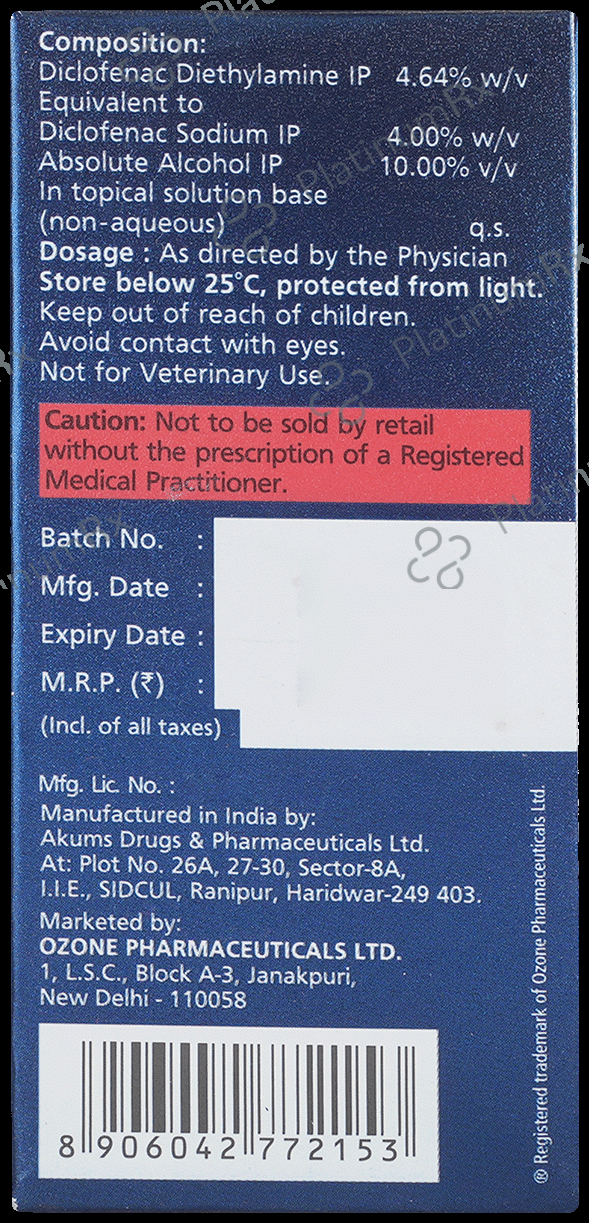 Composition:
Diclofenac Diethylamine IP 4.64% w/v
Equivalent to
Diclofenac Sodium IP 4.00% w/v
Absolute Alcohol IP 10.00% v/v
In topical solution base
(non-aqueous) q.s.
Dosage : As directed by the Physician
Store below 25°C, protected from light.
Keep out of reach of children.
Avoid contact with eyes.
Not for Veterinary Use.
Caution: Not to be sold by retail
without the prescription of a Registered
Medical Practitioner.
Batch No. :
Mfg. Date :
Expiry Date :
M.R.P. (₹) :
(Incl. of all taxes)
Mfg. Lic. No. :
Manufactured in India by:
Akums Drugs & Pharmaceuticals Ltd.
At: Plot No. 26A, 27-30, Sector-8A,
I.I.E., SIDCUL, Ranipur, Haridwar-249 403.
Marketed by:
OZONE PHARMACEUTICALS LTD.
1, L.S.C., Block A-3, Janakpuri,
New Delhi - 110058
8 906042 772153
® Registered trademark of Ozone Pharmaceuticals Ltd.
PlatinumRx